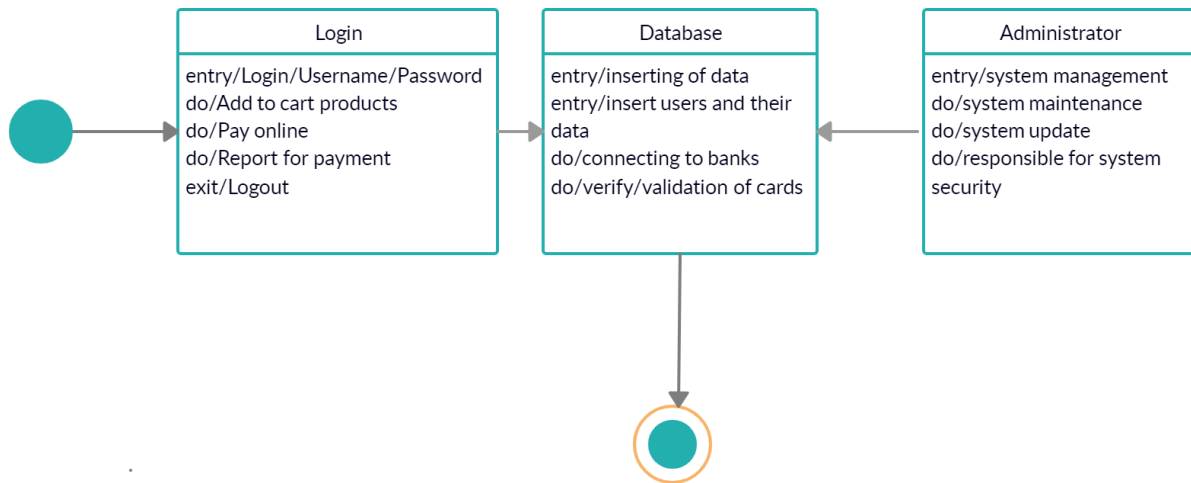 Login
entry/Login/Username/Password
do/Add to cart products
do/Pay online
do/Report for payment
exit/Logout
Database
entry/inserting of data
entry/insert users and their
data
do/connecting to banks
do/verify/validation of cards
Administrator
entry/system management
do/system maintenance
do/system update
do/responsible for system
security